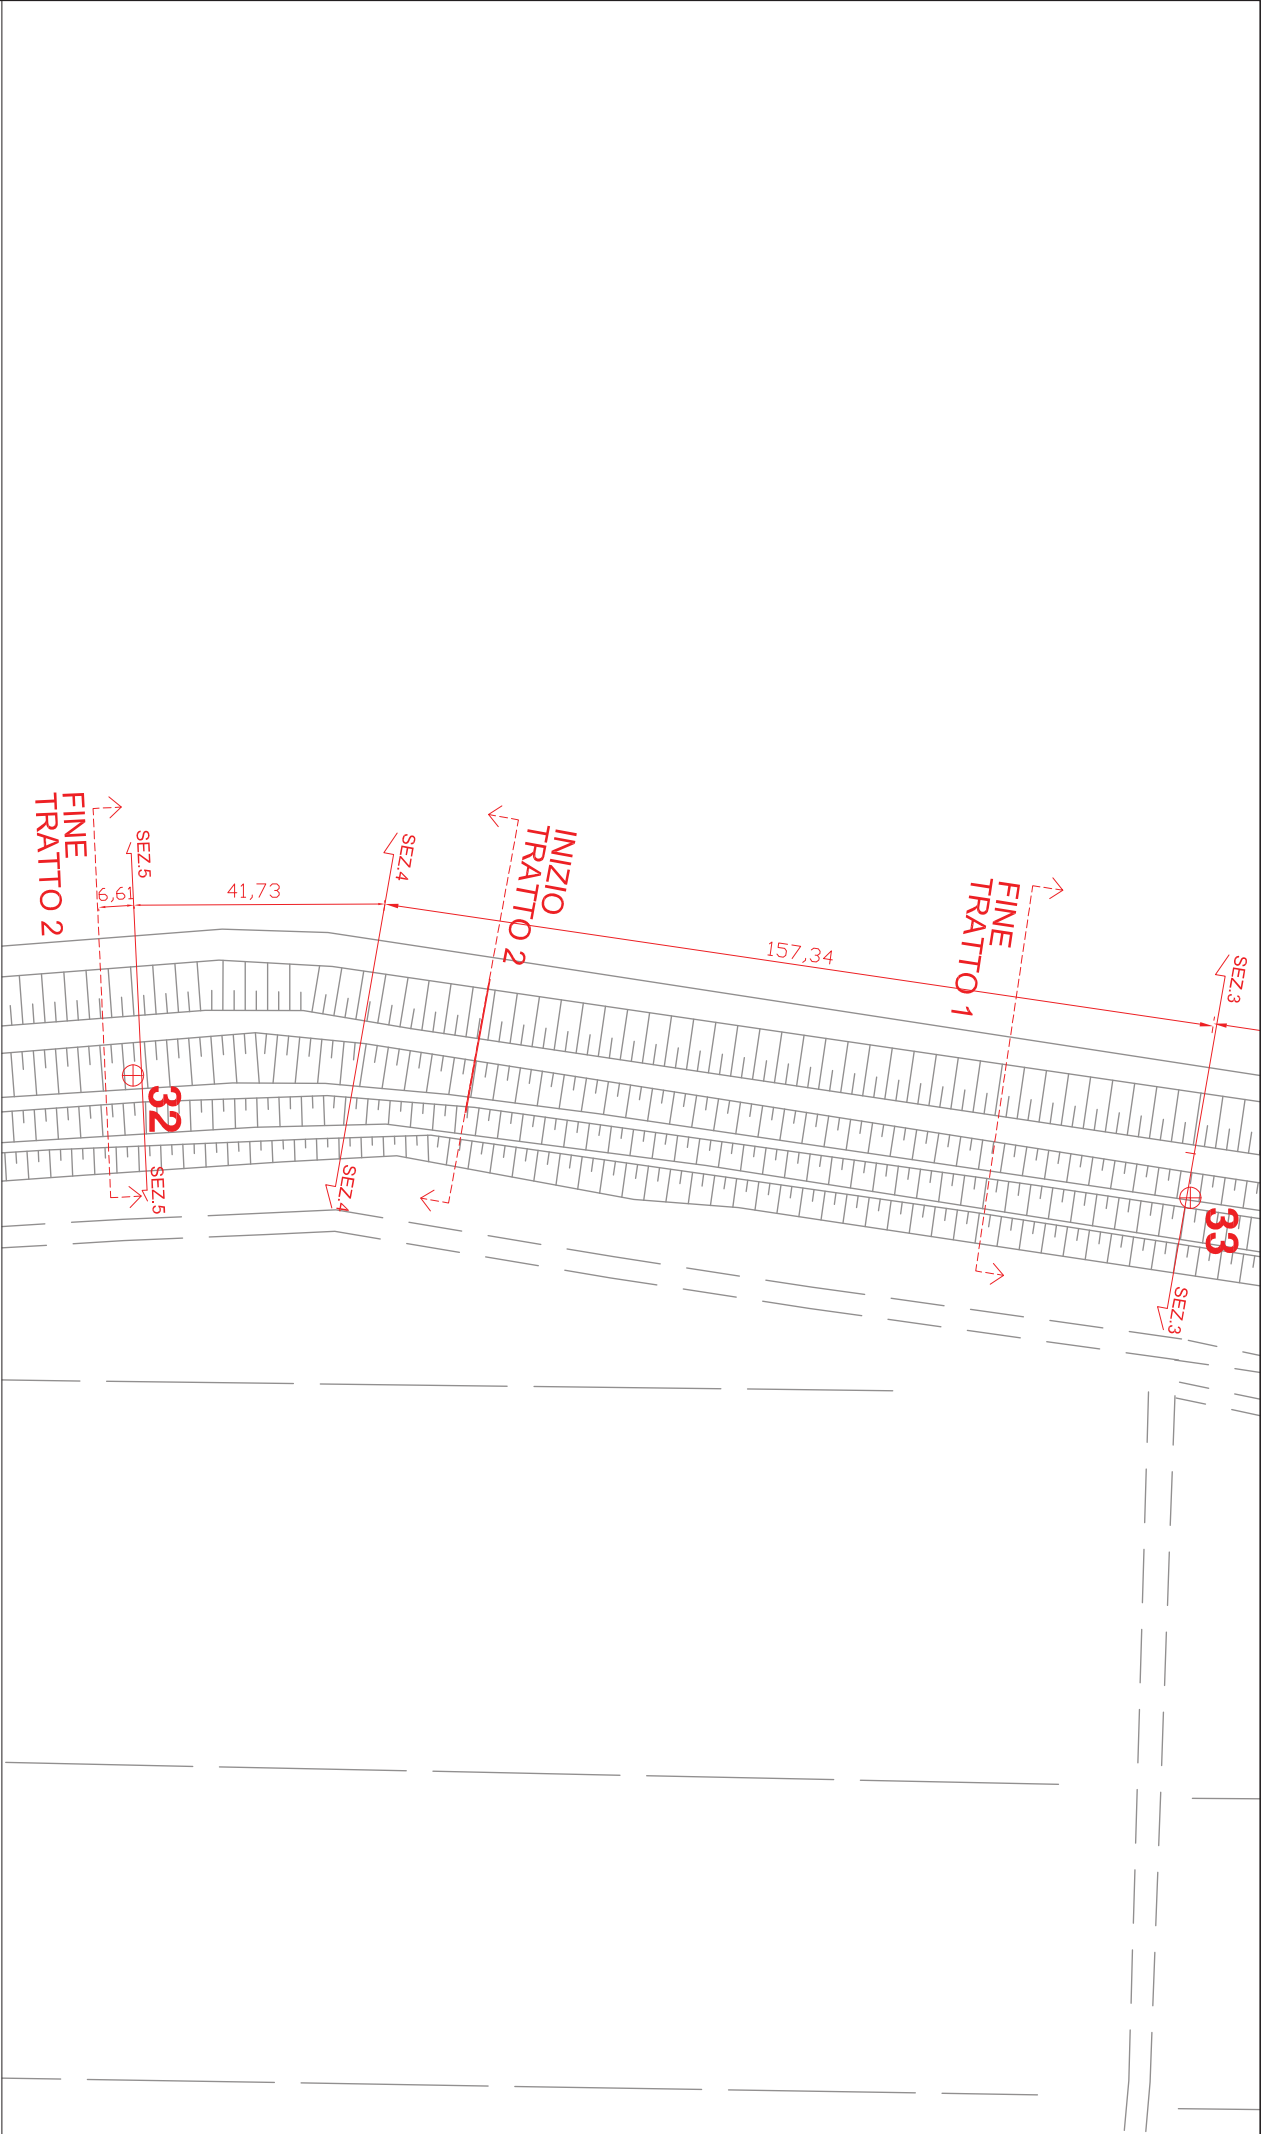 FINE
TRATTO 2
SEZ.5
6,61
41,73
SEZ.4
INIZIO
TRATTO 2
157,34
FINE
TRATTO 1
SEZ.3
32
SEZ.5
SEZ.4
33
SEZ.3